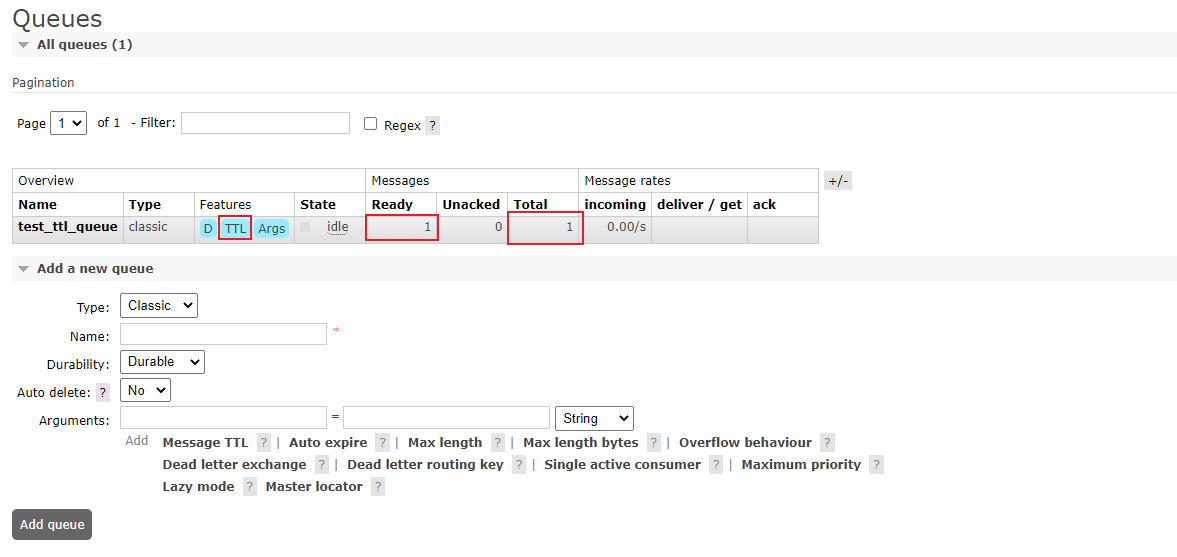 Queues
All queues (1)
Pagination
Page 1 of 1 - Filter: Regex ?
Overview Messages Message rates +/-
Name Type Features State Ready Unacked Total incoming deliver / get ack
test_ttl_queue classic D TTL Args idle 1 0 1 0.00/s
Add a new queue
Type: Classic
Name: *
Durability: Durable
Auto delete: ? No
Arguments: = String
Add Message TTL ? | Auto expire ? | Max length ? | Max length bytes ? | Overflow behaviour ?
Dead letter exchange ? | Dead letter routing key ? | Single active consumer ? | Maximum priority ?
Lazy mode ? Master locator ?
Add queue